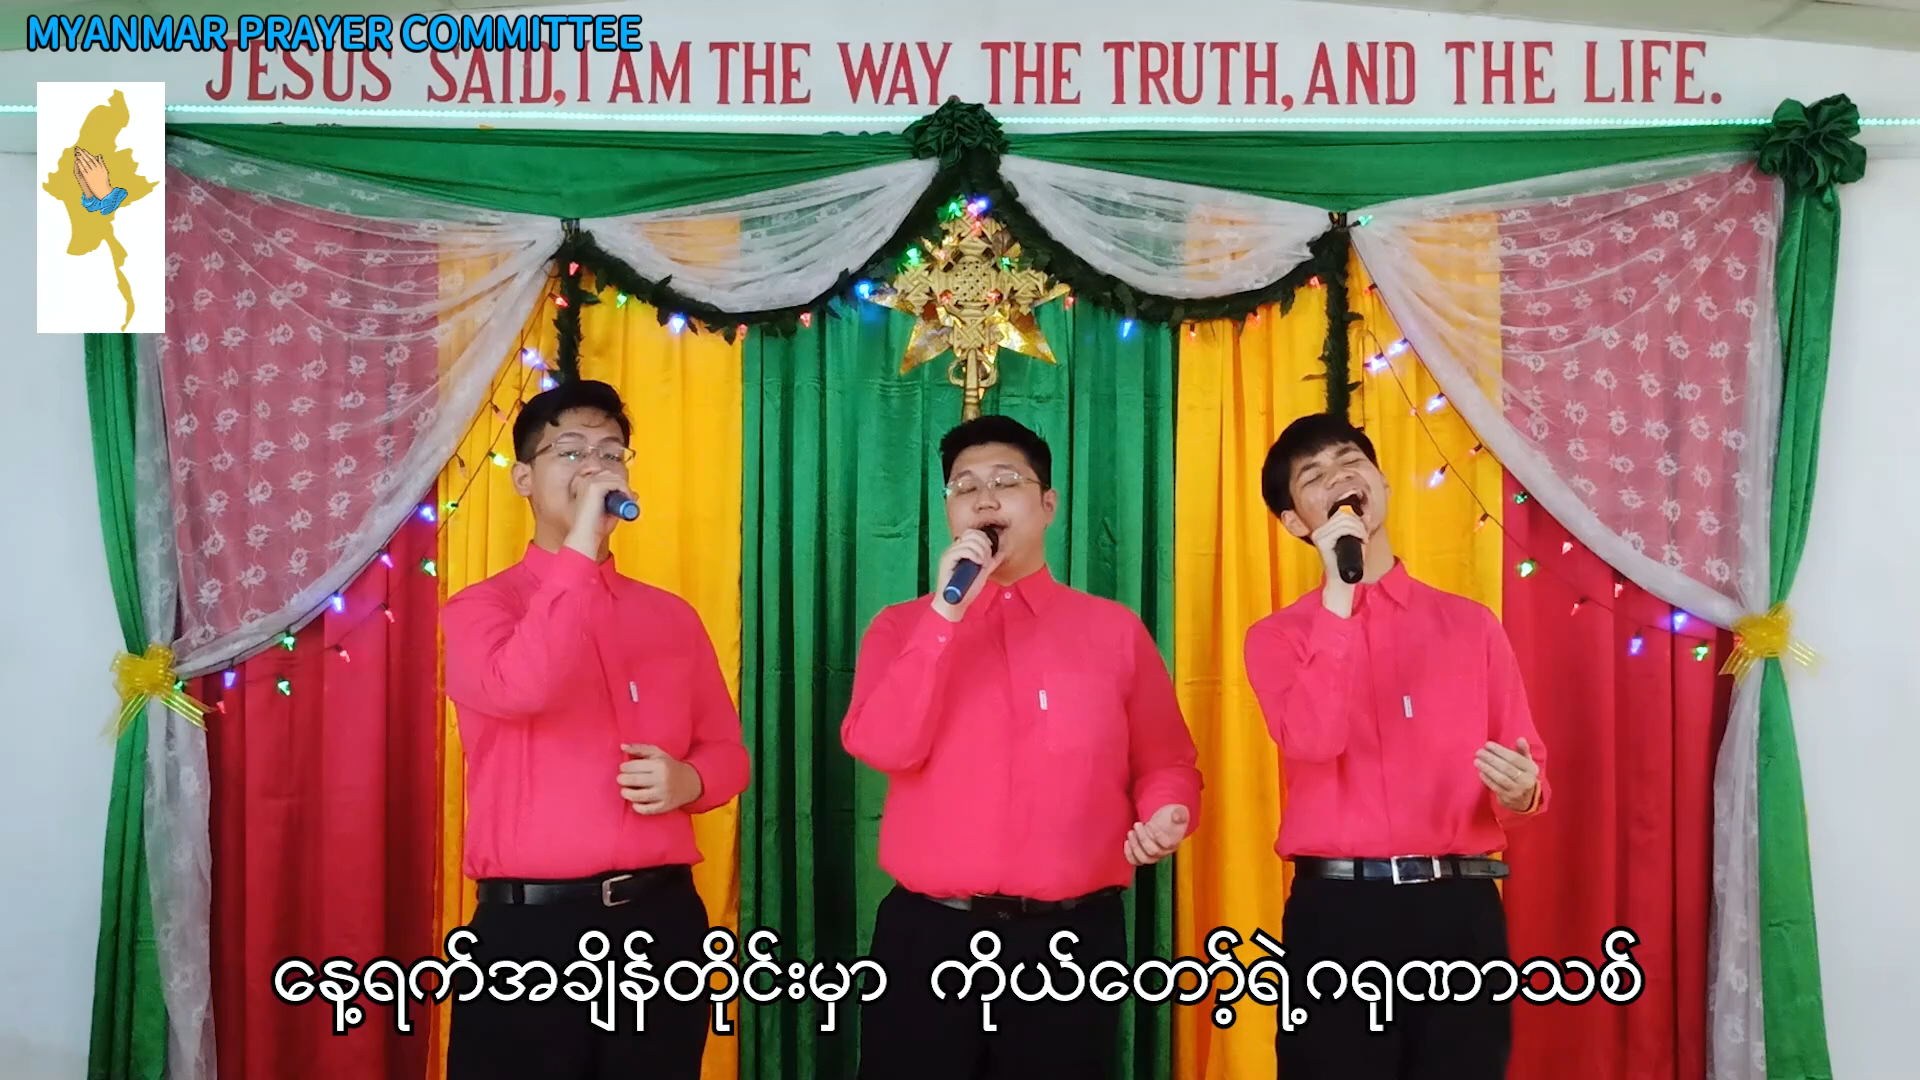 MYANMAR PRAYER COMMITTEE
JESUS SAID, I AM THE WAY THE TRUTH, AND THE LIFE.
နေ့ရက်အချိန်တိုင်းမှာ ကိုယ်တော့်ရဲ့ဂရုဏာသစ်